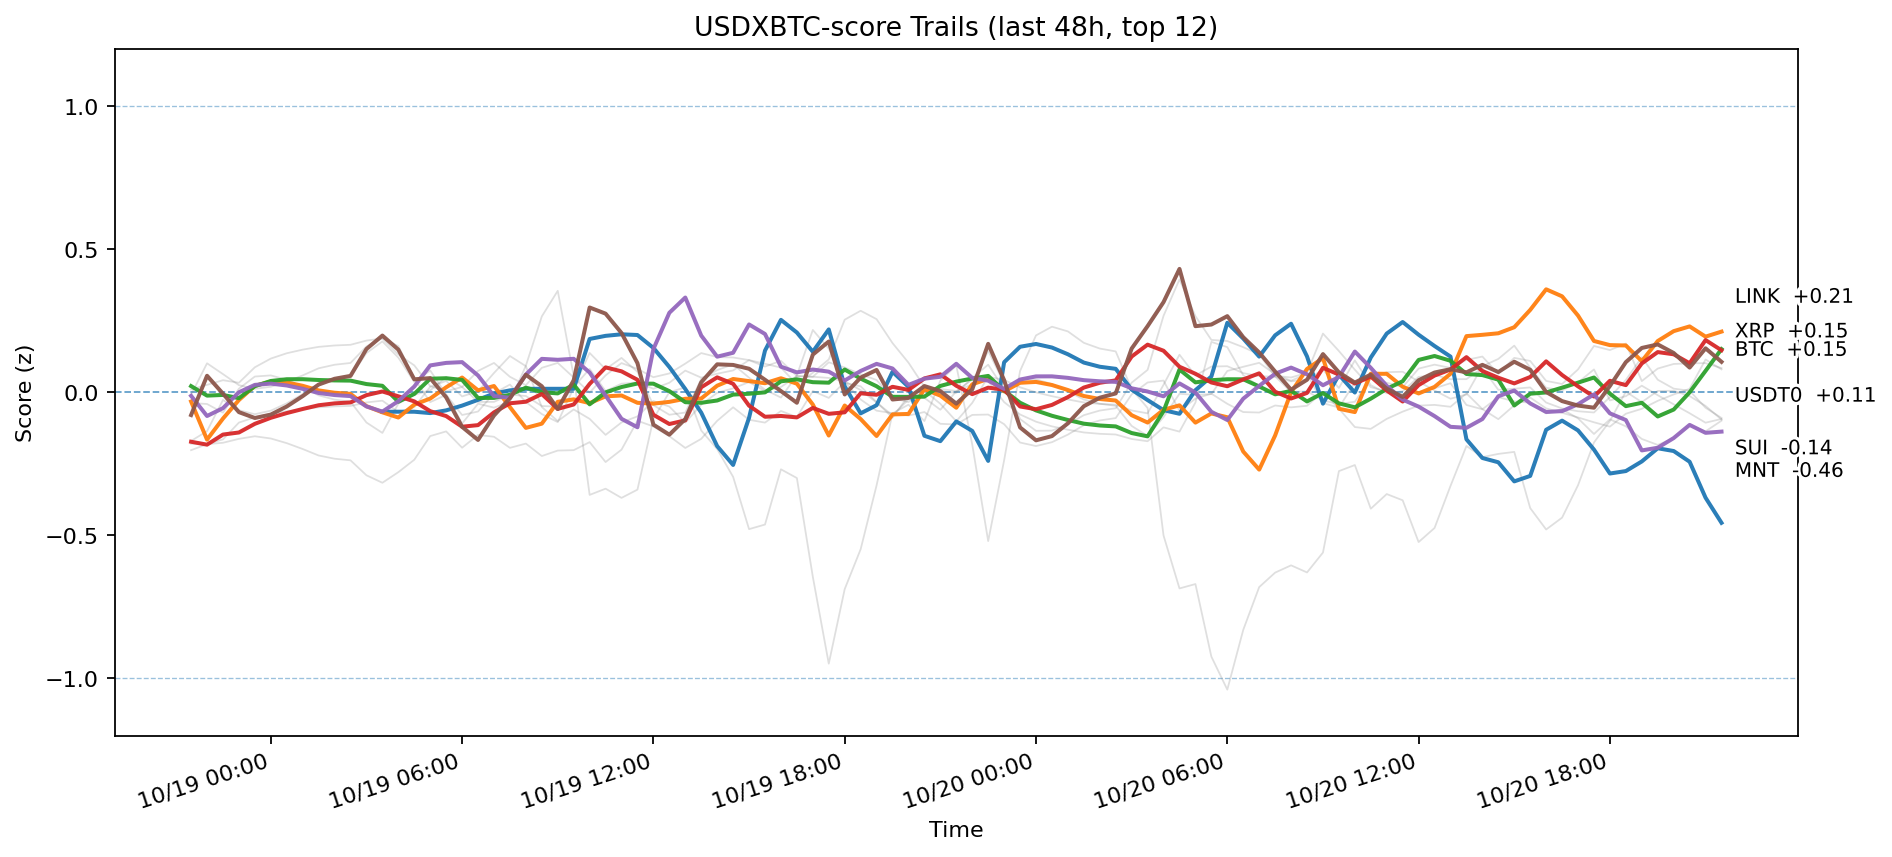 USDXBTC-score Trails (last 48h, top 12)
1.0
0.5
0.0
−0.5
−1.0
Score (z)
LINK +0.21
XRP +0.15
BTC +0.15
USDT0 +0.11
SUI -0.14
MNT -0.46
10/19 00:00
10/19 06:00
10/19 12:00
10/19 18:00
10/20 00:00
10/20 06:00
10/20 12:00
10/20 18:00
Time